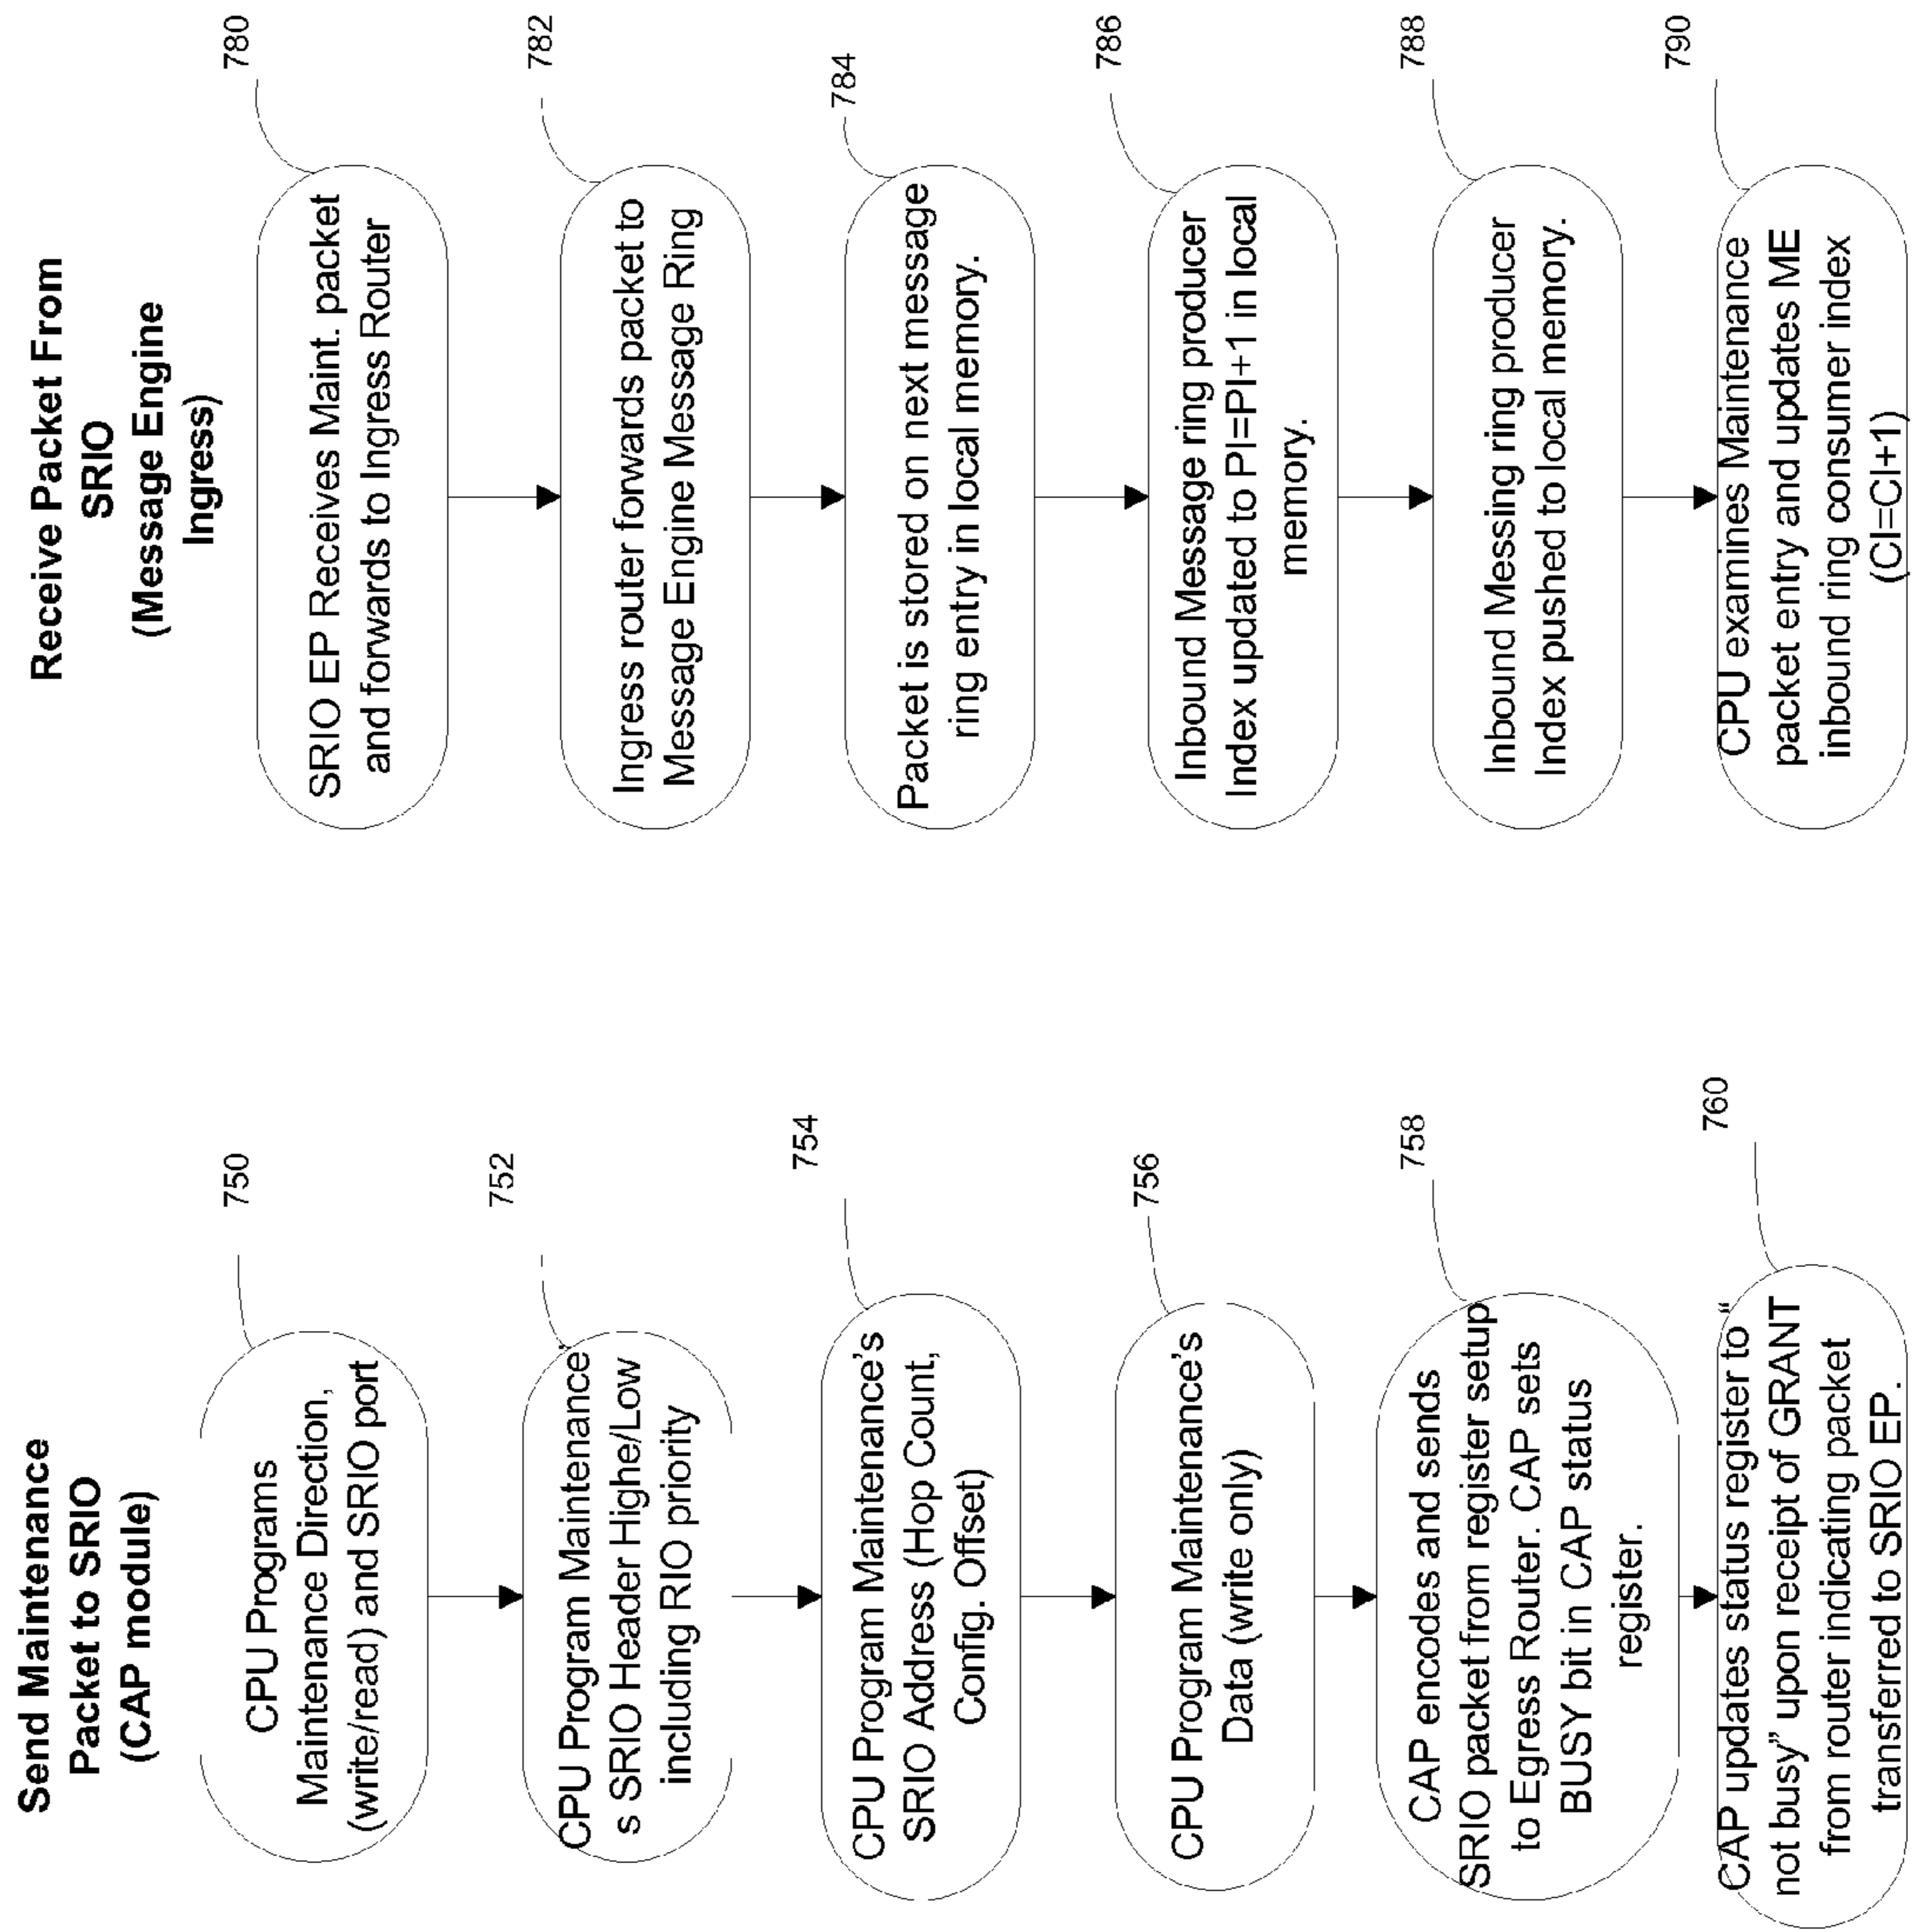 Send Maintenance
Packet to SRIO
(CAP module)
750
CPU Programs
Maintenance Direction,
(write/read) and SRIO port
752
CPU Program Maintenance
s SRIO Header Highe/Low
including RIO priority
754
CPU Program Maintenance's
SRIO Address (Hop Count,
Config. Offset)
756
CPU Program Maintenance's
Data (write only)
758
CAP encodes and sends
SRIO packet from register setup
to Egress Router. CAP sets
BUSY bit in CAP status
register.
760
CAP updates status register to “
not busy” upon receipt of GRANT
from router indicating packet
transferred to SRIO EP.
Receive Packet From
SRIO
(Message Engine
Ingress)
780
SRIO EP Receives Maint. packet
and forwards to Ingress Router
782
Ingress router forwards packet to
Message Engine Message Ring
784
Packet is stored on next message
ring entry in local memory.
786
Inbound Message ring producer
Index updated to PI=PI+1 in local
memory.
788
Inbound Messing ring producer
Index pushed to local memory.
790
CPU examines Maintenance
packet entry and updates ME
inbound ring consumer index
(CI=CI+1)